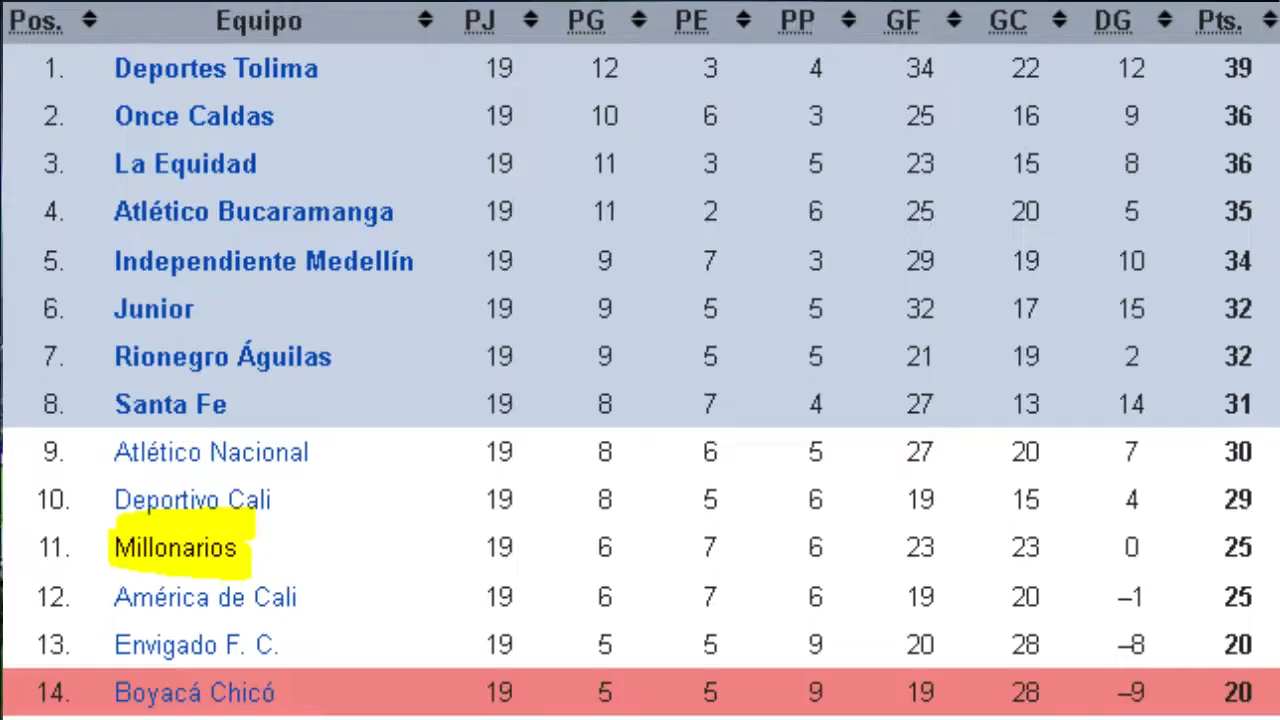 Pos. Equipo PJ PG PE PP GF GC DG Pts.
1. Deportes Tolima 19 12 3 4 34 22 12 39
2. Once Caldas 19 10 6 3 25 16 9 36
3. La Equidad 19 11 3 5 23 15 8 36
4. Atlético Bucaramanga 19 11 2 6 25 20 5 35
5. Independiente Medellín 19 9 7 3 29 19 10 34
6. Junior 19 9 5 5 32 17 15 32
7. Rionegro Águilas 19 9 5 5 21 19 2 32
8. Santa Fe 19 8 7 4 27 13 14 31
9. Atlético Nacional 19 8 6 5 27 20 7 30
10. Deportivo Cali 19 8 5 6 19 15 4 29
11. Millonarios 19 6 7 6 23 23 0 25
12. América de Cali 19 6 7 6 19 20 –1 25
13. Envigado F. C. 19 5 5 9 20 28 –8 20
14. Boyacá Chicó 19 5 5 9 19 28 –9 20